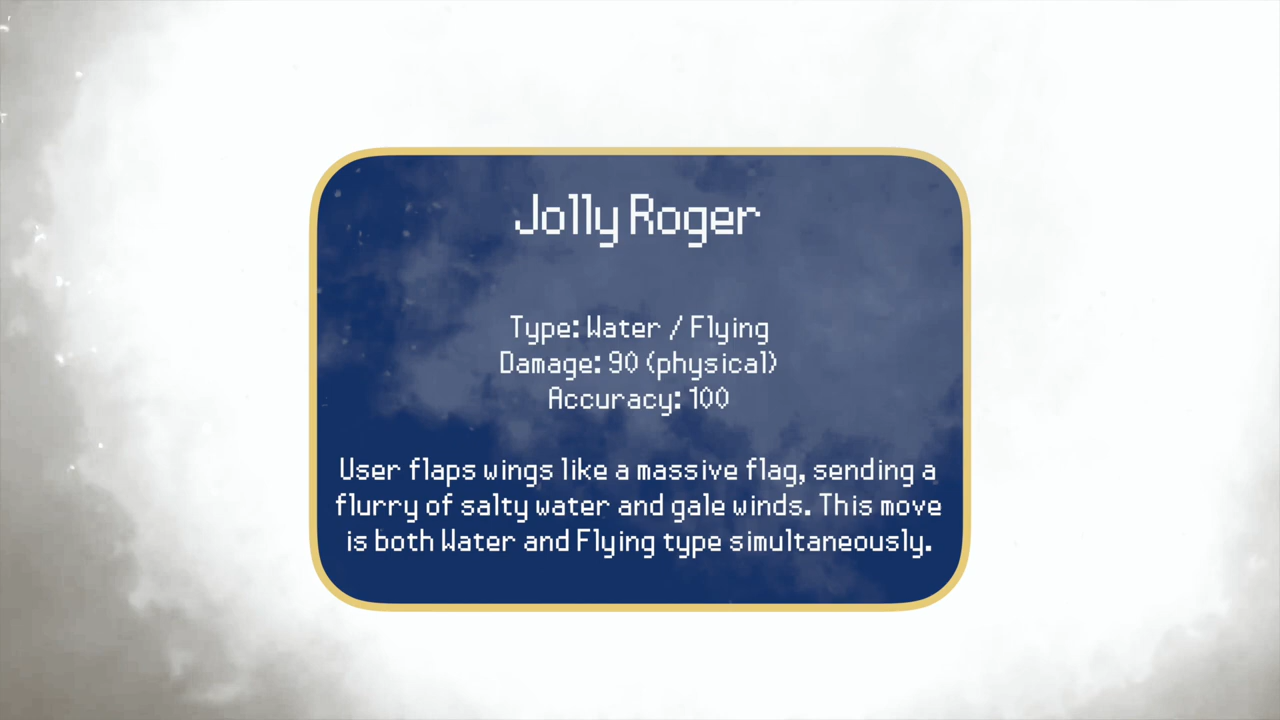 Jolly Roger
Type: Water / Flying
Damage: 90 (physical)
Accuracy: 100
User flaps wings like a massive flag, sending a
flurry of salty water and gale winds. This move
is both Water and Flying type simultaneously.